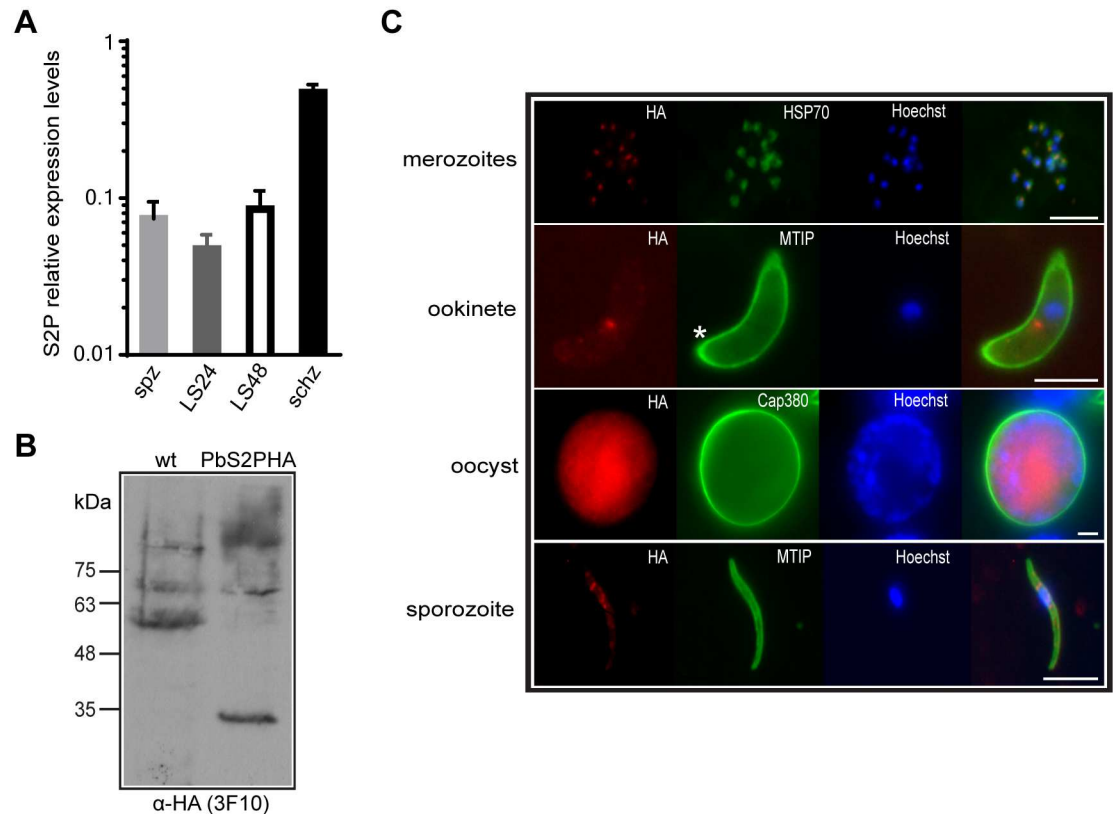 A
S2P relative expression levels
1
0.1
0.01
spz
LS24
LS48
schz
B
wt PbS2PHA
kDa
75
63
48
35
α-HA (3F10)
C
merozoites
HA HSP70 Hoechst
ookinete
HA MTIP Hoechst
*
oocyst
HA Cap380 Hoechst
sporozoite
HA MTIP Hoechst